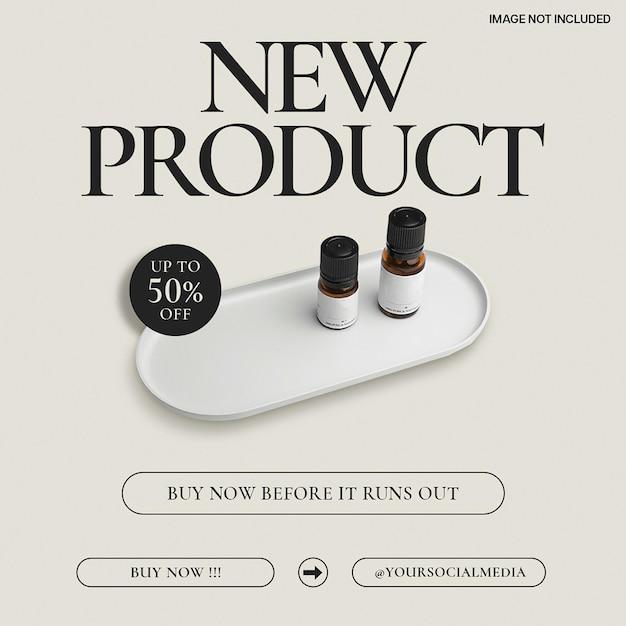 IMAGE NOT INCLUDED
NEW
PRODUCT
UP TO
50%
OFF
BUY NOW BEFORE IT RUNS OUT
BUY NOW !!!
@YOURSOCIALMEDIA